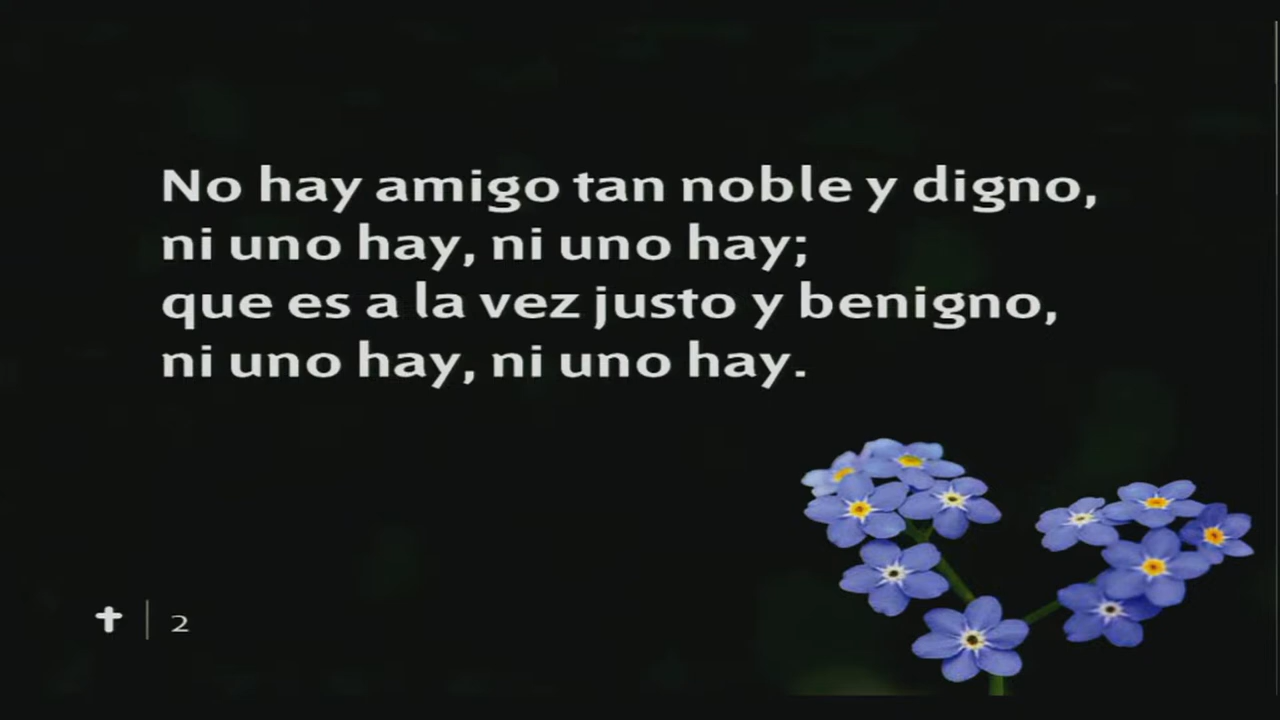 No hay amigo tan noble y digno,
ni uno hay, ni uno hay;
que es a la vez justo y benigno,
ni uno hay, ni uno hay.
2